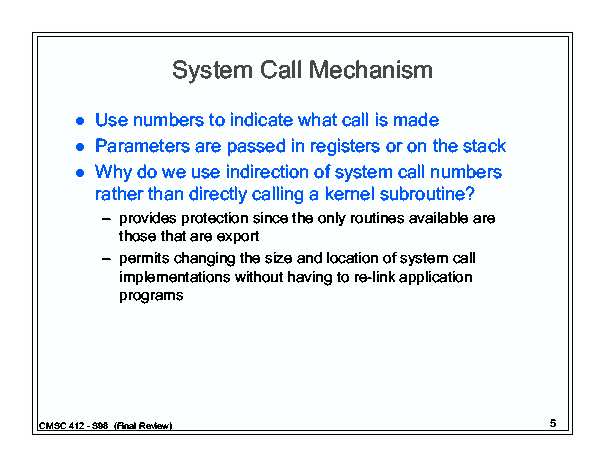 System Call Mechanism
● Use numbers to indicate what call is made
● Parameters are passed in registers or on the stack
● Why do we use indirection of system call numbers
rather than directly calling a kernel subroutine?
– provides protection since the only routines available are
those that are export
– permits changing the size and location of system call
implementations without having to re-link application
programs
CMSC 412 - S98 (Final Review)
5